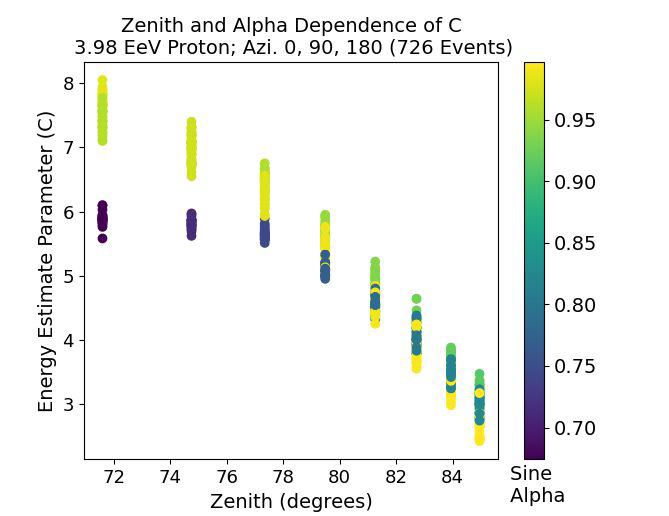 Zenith and Alpha Dependence of C
3.98 EeV Proton; Azi. 0, 90, 180 (726 Events)
Energy Estimate Parameter (C)
8
7
6
5
4
3
72 74 76 78 80 82 84
Zenith (degrees)
0.95
0.90
0.85
0.80
0.75
0.70
Sine
Alpha